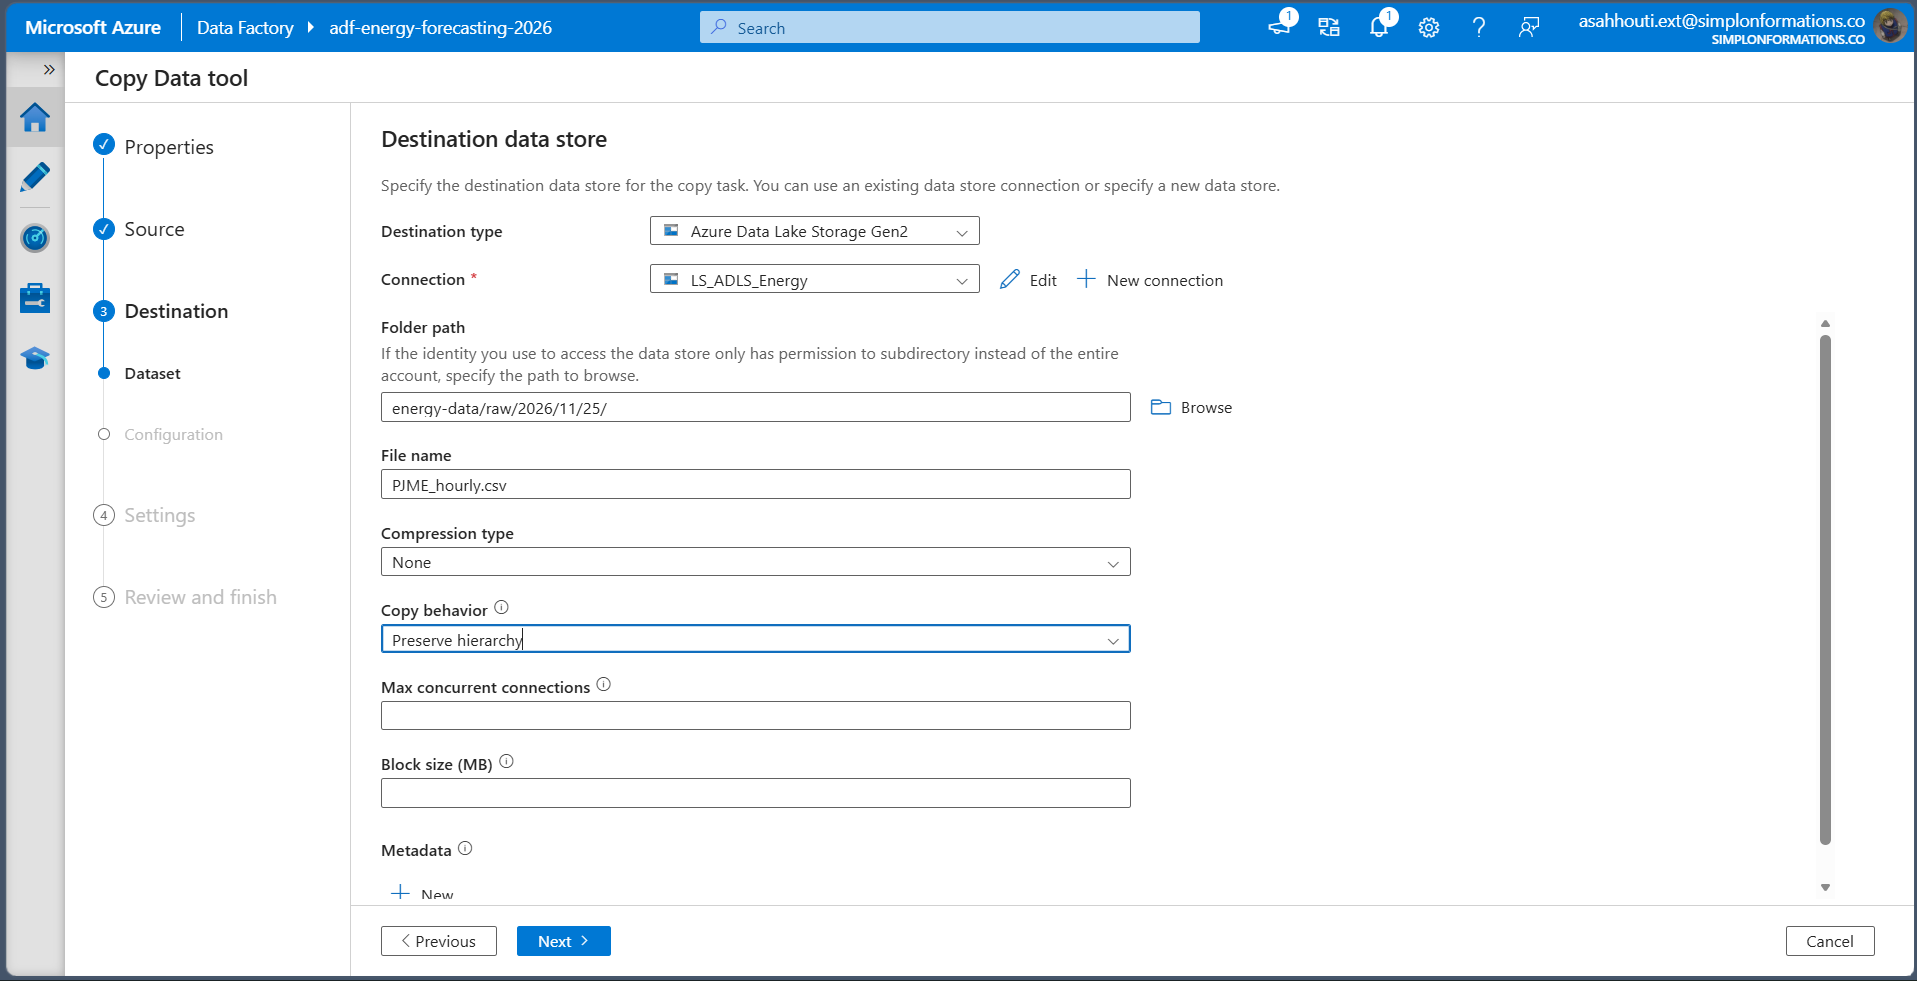 Microsoft Azure
Data Factory
adf-energy-forecasting-2026
Search
1
1
asahhouti.ext@simplonformations.co
SIMPLONFORMATIONS.CO
Copy Data tool
Properties
Source
3 Destination
Dataset
Configuration
4 Settings
5 Review and finish
Destination data store
Specify the destination data store for the copy task. You can use an existing data store connection or specify a new data store.
Destination type
Azure Data Lake Storage Gen2
Connection *
LS_ADLS_Energy
Edit
New connection
Folder path
If the identity you use to access the data store only has permission to subdirectory instead of the entire
account, specify the path to browse.
energy-data/raw/2026/11/25/
Browse
File name
PJME_hourly.csv
Compression type
None
Copy behavior
Preserve hierarchy
Max concurrent connections
Block size (MB)
Metadata
New
Previous
Next
Cancel